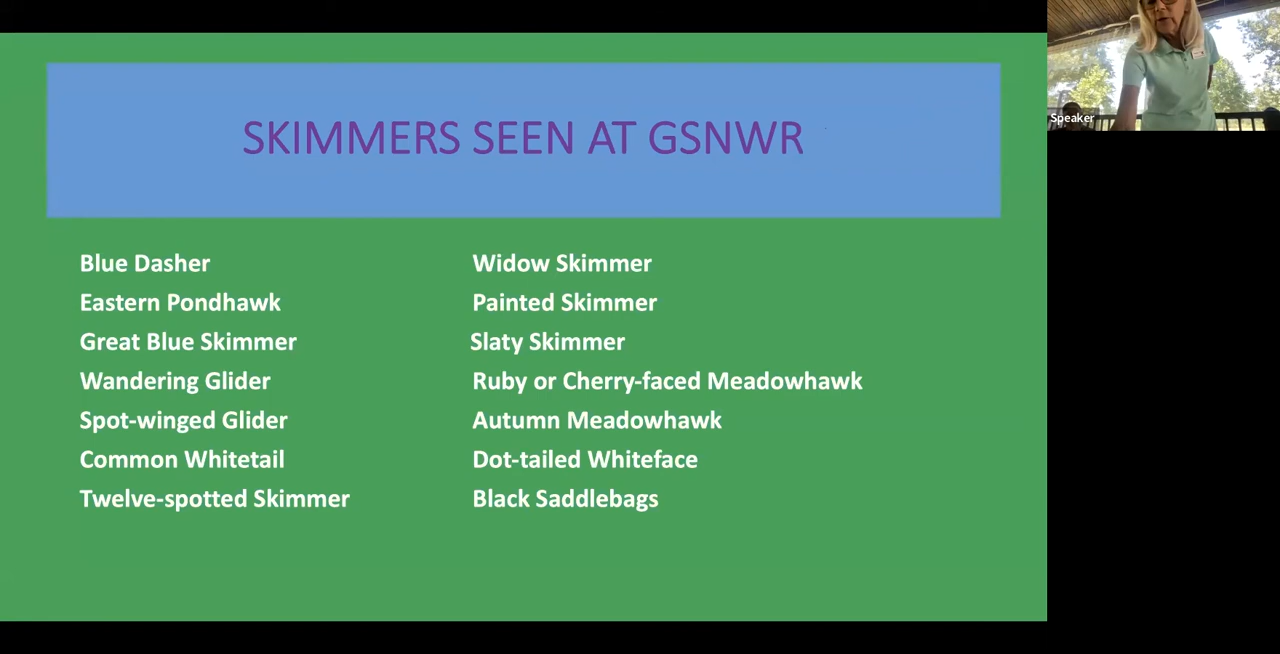 SKIMMERS SEEN AT GSNWR
Speaker
Blue Dasher
Eastern Pondhawk
Great Blue Skimmer
Wandering Glider
Spot-winged Glider
Common Whitetail
Twelve-spotted Skimmer
Widow Skimmer
Painted Skimmer
Slaty Skimmer
Ruby or Cherry-faced Meadowhawk
Autumn Meadowhawk
Dot-tailed Whiteface
Black Saddlebags